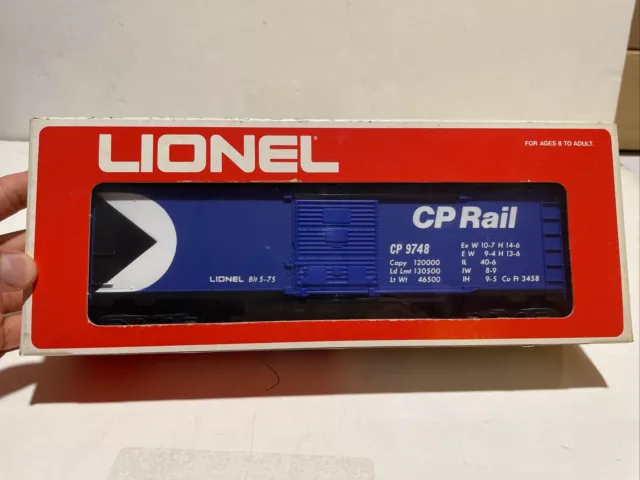 LIONEL
FOR AGES 8 TO ADULT.
CP Rail
CP 9748
Capy 120000
Ld Lmt 130500
Lt Wt 46500
Ex W 10-7 H 14-6
E W 9-4 H 13-6
IL 40-6
IW 8-9
IH 9-5 Cu Ft 3458
LIONEL Blt 5-75